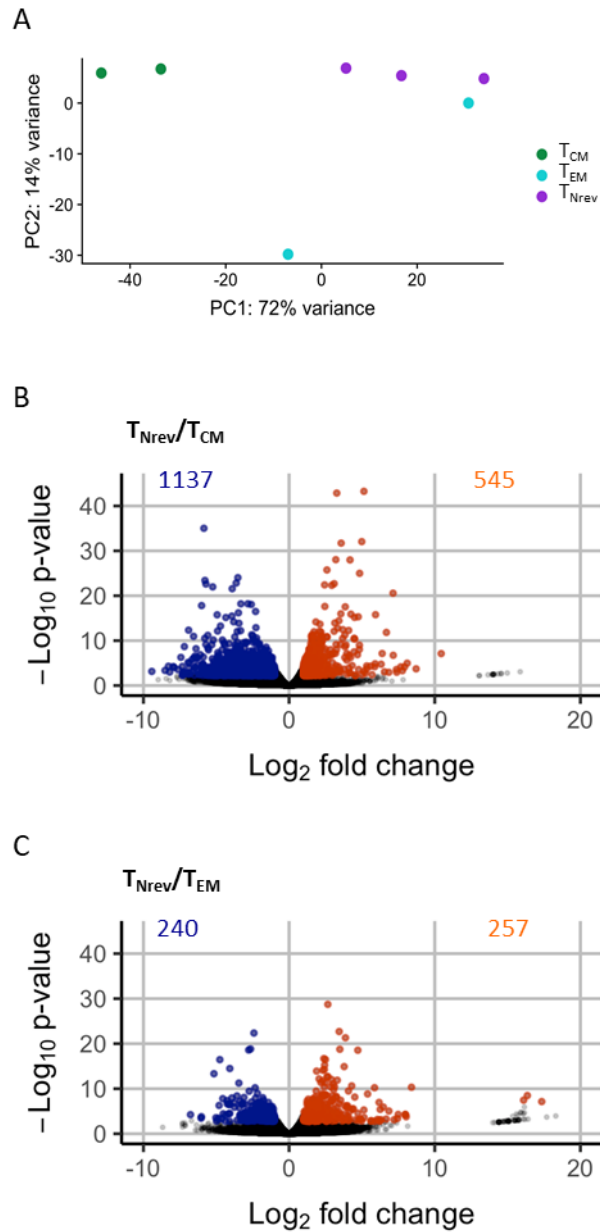 A
0
-10
-20
-30
PC2: 14% variance
-40
-20
0
20
PC1: 72% variance
TCM
TEM
TNrev
B
TNrev/TCM
1137
545
40
30
20
10
0
−Log10 p-value
-10
0
10
20
Log2 fold change
C
TNrev/TEM
240
257
40
30
20
10
0
−Log10 p-value
-10
0
10
20
Log2 fold change